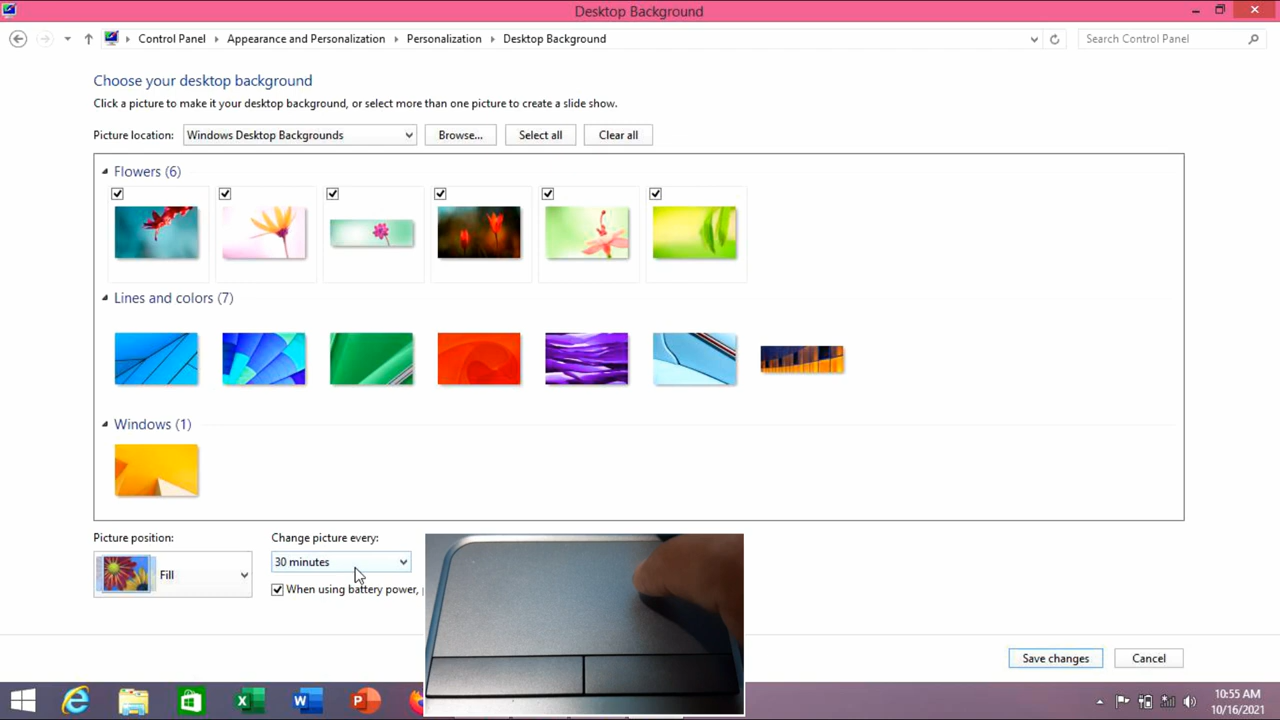 Desktop Background
Control Panel Appearance and Personalization Personalization Desktop Background
Search Control Panel
Choose your desktop background
Click a picture to make it your desktop background, or select more than one picture to create a slide show.
Picture location: Windows Desktop Backgrounds Browse... Select all Clear all
Flowers (6)
Lines and colors (7)
Windows (1)
Picture position:
Fill
Change picture every:
30 minutes
When using battery power,
Save changes Cancel
10:55 AM
10/16/2021